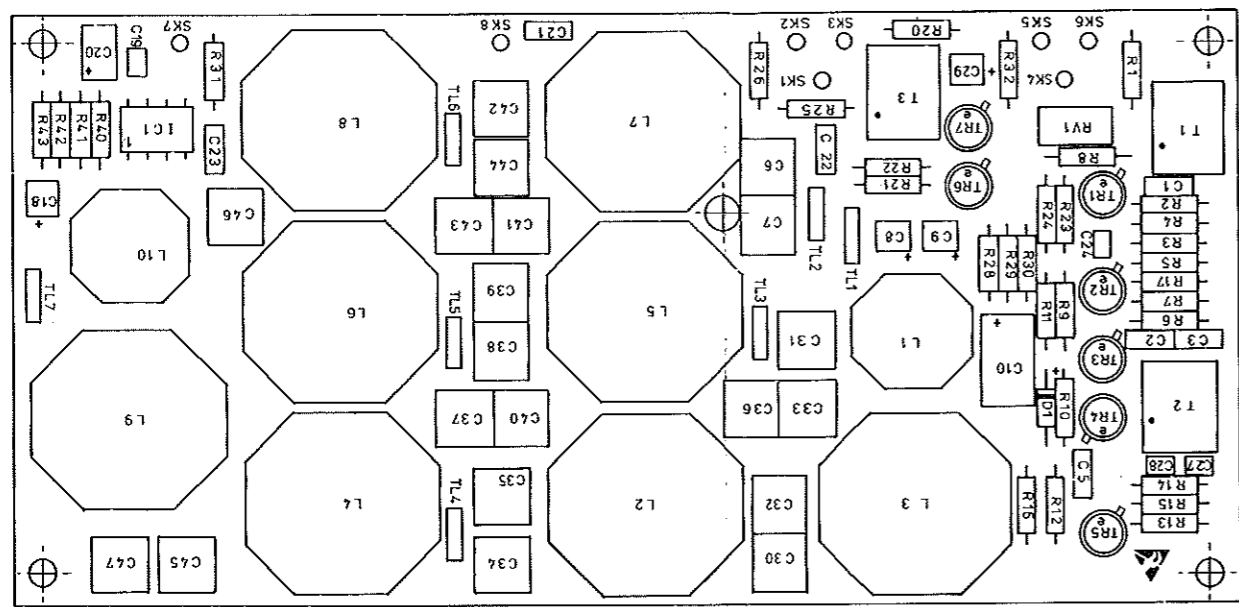 SK7
SK8
C21
SK2
SK3
R20
SK5
SK6
C20
C19
R31
R26
SK1
C29
R32
SK4
R1
R43
R42
R41
R40
IC1
1
C23
TL6
C42
L8
L7
R25
C 22
T3
TR7
e
RV1
R8
T1
C44
C6
R22
R21
TR6
e
C18
C46
C43
C41
C7
TL2
TL1
C8
C9
R24
R23
TR1
e
C1
R2
R4
R3
R5
R17
R7
R6
C2
C3
L10
TL7
C39
R28
R29
R30
C24
TR2
e
L6
TL5
L5
TL3
C31
L1
C38
C10
R11
R9
TR3
e
L9
C37
C40
C36
C33
D1
R10
TR4
e
T2
C28
C27
L4
TL4
C35
L2
C32
L3
R16
R12
C 5
R14
R15
R13
TR5
e
C47
C45
C34
C30